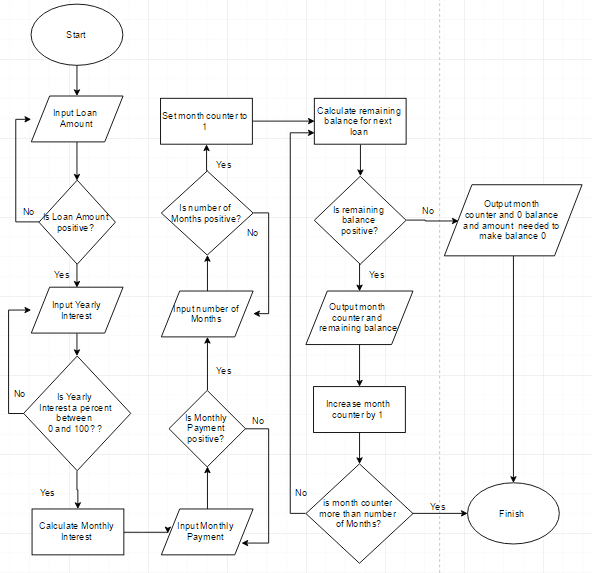 Start
Input Loan
Amount
Is Loan Amount
positive?
No
Yes
Input Yearly
Interest
Is Yearly
Interest a percent
between
0 and 100? ?
No
Yes
Calculate Monthly
Interest
Input Monthly
Payment
Is Monthly
Payment
positive?
No
Yes
Input number of
Months
Is number of
Months positive?
No
Yes
Set month counter to
1
Calculate remaining
balance for next
loan
Is remaining
balance
positive?
No
Yes
Output month
counter and 0 balance
and amount needed to
make balance 0
Output month
counter and
remaining balance
Increase month
counter by 1
is month counter
more than number
of Months?
No
Yes
Finish